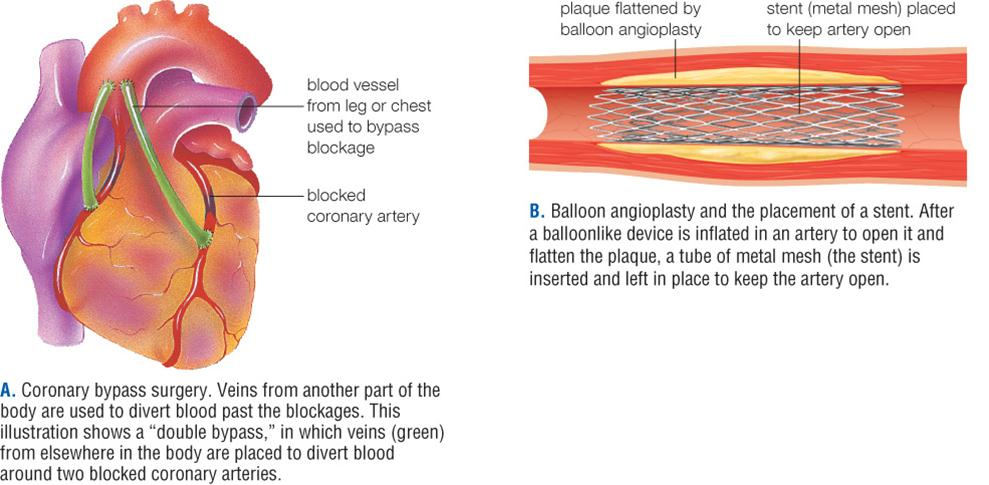 blood vessel
from leg or chest
used to bypass
blockage
blocked
coronary artery
A. Coronary bypass surgery. Veins from another part of the
body are used to divert blood past the blockages. This
illustration shows a “double bypass,” in which veins (green)
from elsewhere in the body are placed to divert blood
around two blocked coronary arteries.
plaque flattened by
balloon angioplasty
stent (metal mesh) placed
to keep artery open
B. Balloon angioplasty and the placement of a stent. After
a balloonlike device is inflated in an artery to open it and
flatten the plaque, a tube of metal mesh (the stent) is
inserted and left in place to keep the artery open.